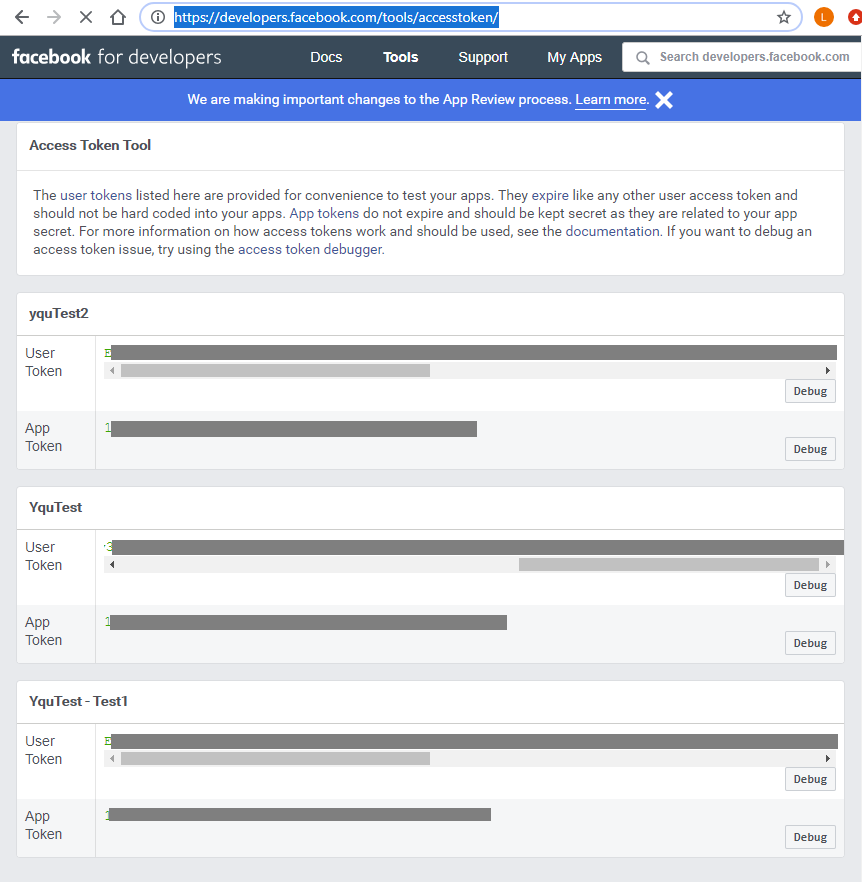 https://developers.facebook.com/tools/accesstoken/
L
facebook for developers Docs Tools Support My Apps Search developers.facebook.com
We are making important changes to the App Review process. Learn more.
Access Token Tool
The user tokens listed here are provided for convenience to test your apps. They expire like any other user access token and
should not be hard coded into your apps. App tokens do not expire and should be kept secret as they are related to your app
secret. For more information on how access tokens work and should be used, see the documentation. If you want to debug an
access token issue, try using the access token debugger.
yquTest2
User
Token
E
Debug
App
Token
1
Debug
YquTest
User
Token
Debug
App
Token
1
Debug
YquTest - Test1
User
Token
E
Debug
App
Token
1
Debug